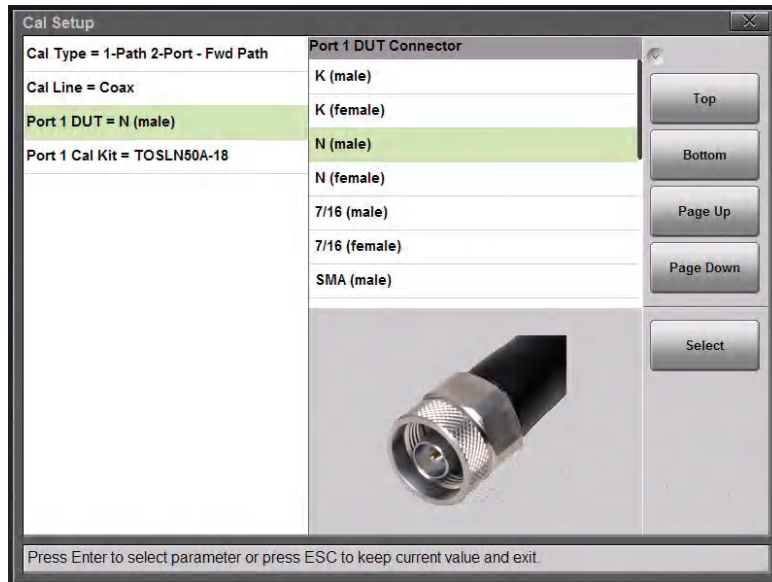 Cal Setup
Cal Type = 1-Path 2-Port - Fwd Path
Cal Line = Coax
Port 1 DUT = N (male)
Port 1 Cal Kit = TOSLN50A-18
Port 1 DUT Connector
K (male)
K (female)
N (male)
N (female)
7/16 (male)
7/16 (female)
SMA (male)
Top
Bottom
Page Up
Page Down
Select
Press Enter to select parameter or press ESC to keep current value and exit.